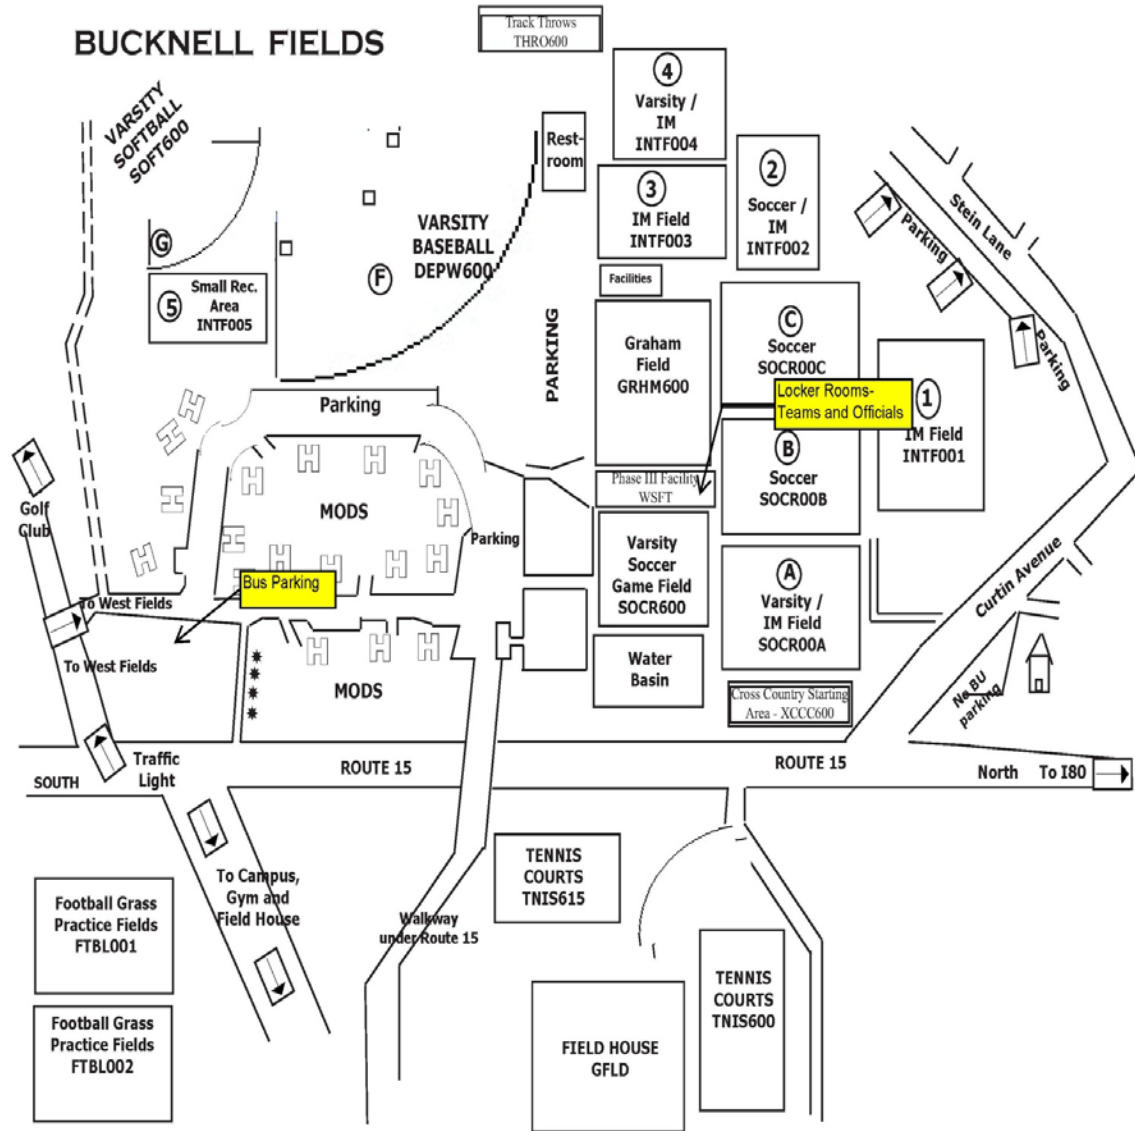 BUCKNELL FIELDS
Track Throws
THRO600
VARSITY
SOFTBALL
SOFT600
G
5
Small Rec.
Area
INTF005
F
VARSITY
BASEBALL
DEPW600
Rest-
room
4
Varsity /
IM
INTF004
3
IM Field
INTF003
2
Soccer /
IM
INTF002
Facilities
PARKING
Graham
Field
GRHM600
C
Soccer
SOCR00C
Locker Rooms-
Teams and Officials
1
IM Field
INTF001
B
Soccer
SOCR00B
Stein Lane
Parking
Parking
Parking
MODS
Parking
Phase III Facility
WSFT
Varsity
Soccer
Game Field
SOCR600
A
Varsity /
IM Field
SOCR00A
Water
Basin
Cross Country Starting
Area - XCCC600
Curtin Avenue
No BU
parking
Golf
Club
Bus Parking
To West Fields
To West Fields
MODS
SOUTH
Traffic
Light
ROUTE 15
ROUTE 15
North
To I80
To Campus,
Gym and
Field House
Walkway
under Route 15
Football Grass
Practice Fields
FTBL001
Football Grass
Practice Fields
FTBL002
TENNIS
COURTS
TNIS615
FIELD HOUSE
GFLD
TENNIS
COURTS
TNIS600